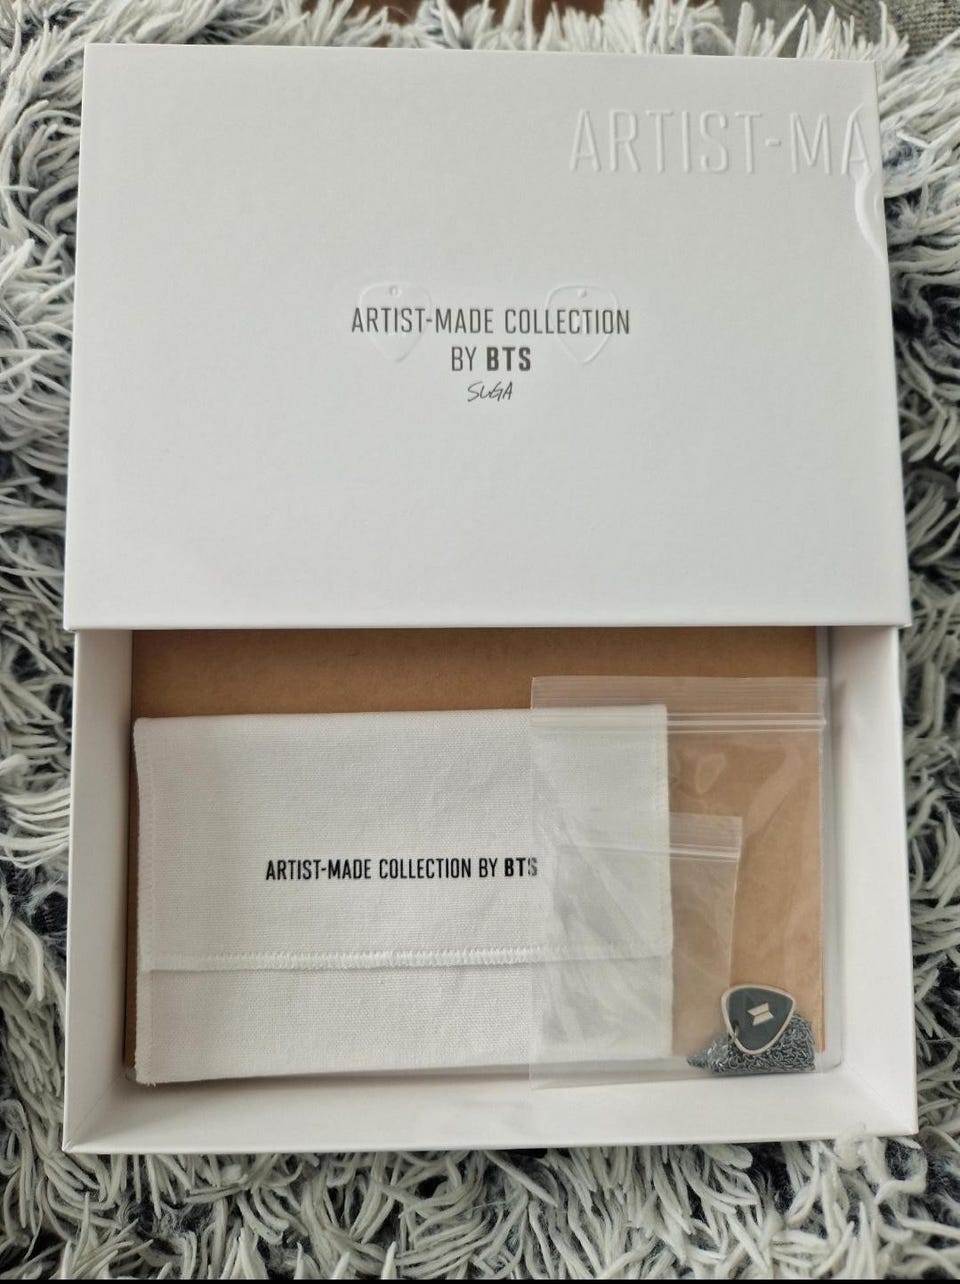 ARTIST-MA
ARTIST-MADE COLLECTION
BY BTS
SUGA
ARTIST-MADE COLLECTION BY BTS